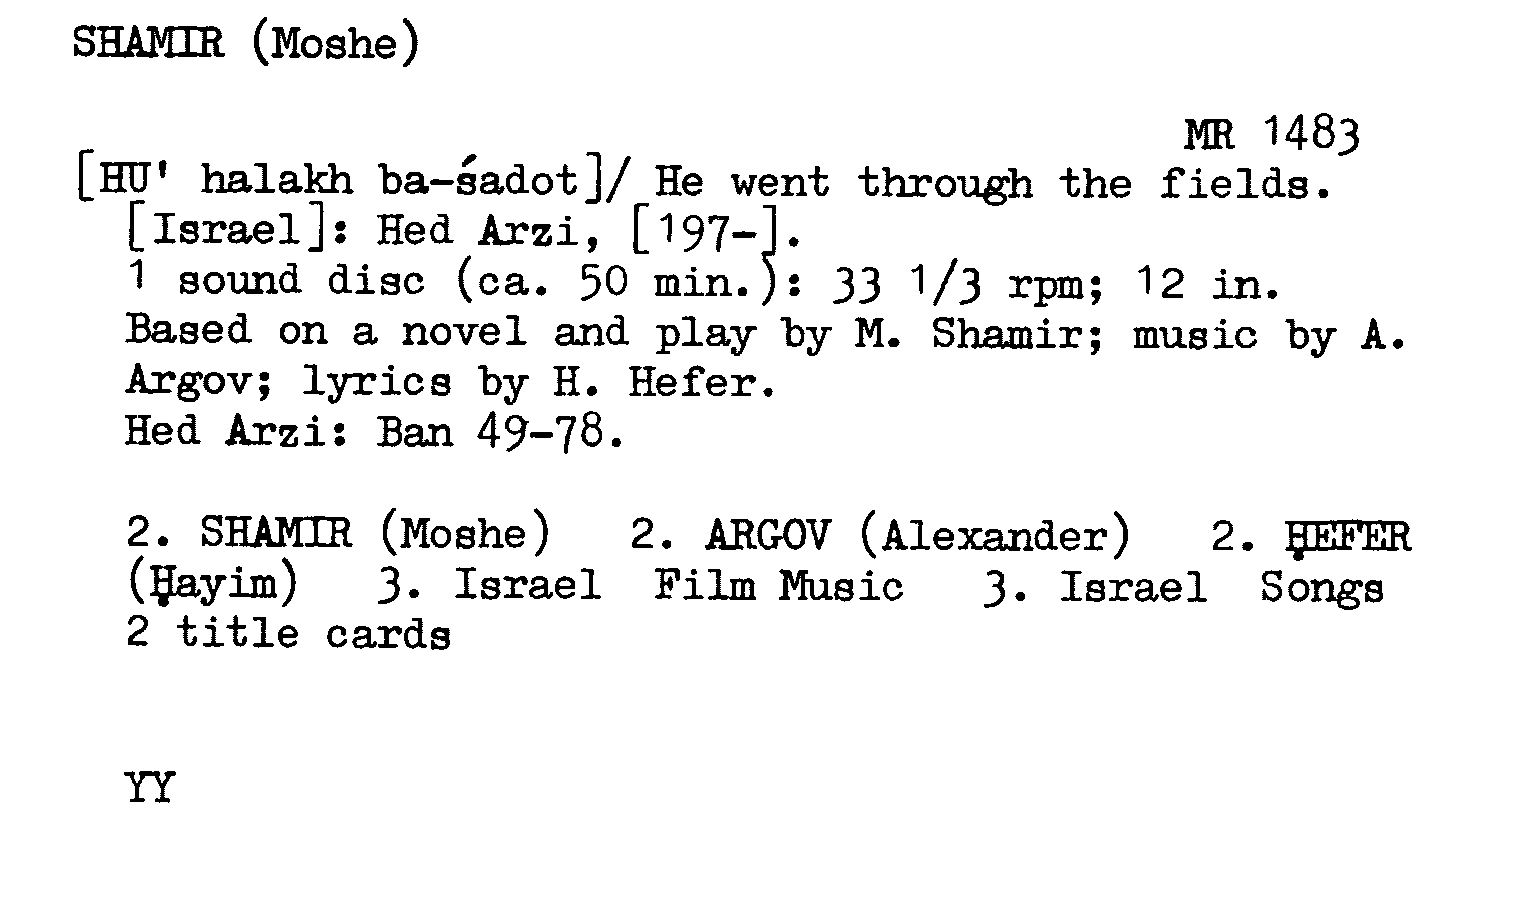 SHAMIR (Moshe)
MR 1483
[HU' halakh ba-śadot]/ He went through the fields.
[Israel]: Hed Arzi, [197-].
1 sound disc (ca. 50 min.): 33 1/3 rpm; 12 in.
Based on a novel and play by M. Shamir; music by A.
Argov; lyrics by H. Hefer.
Hed Arzi: Ban 49-78.
2. SHAMIR (Moshe)   2. ARGOV (Alexander)   2. ḤEFER
(Ḥayim)   3. Israel  Film Music   3. Israel  Songs
2 title cards
YY